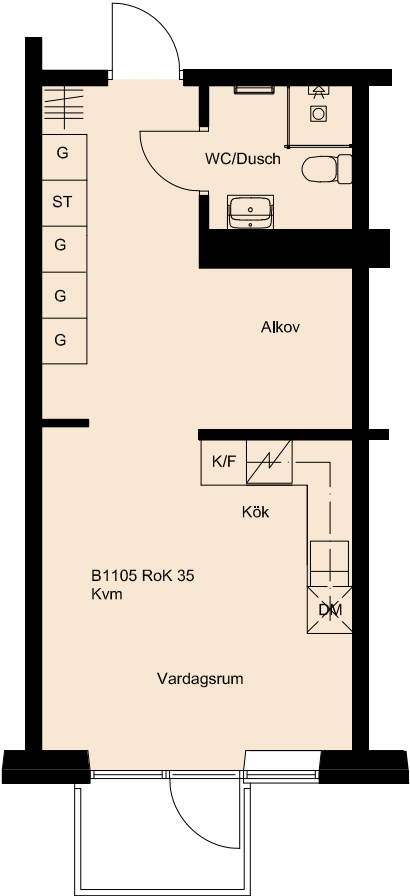 G
WC/Dusch
ST
G
G
Alkov
G
K/F
Kök
B1105 RoK 35
Kvm
DM
Vardagsrum